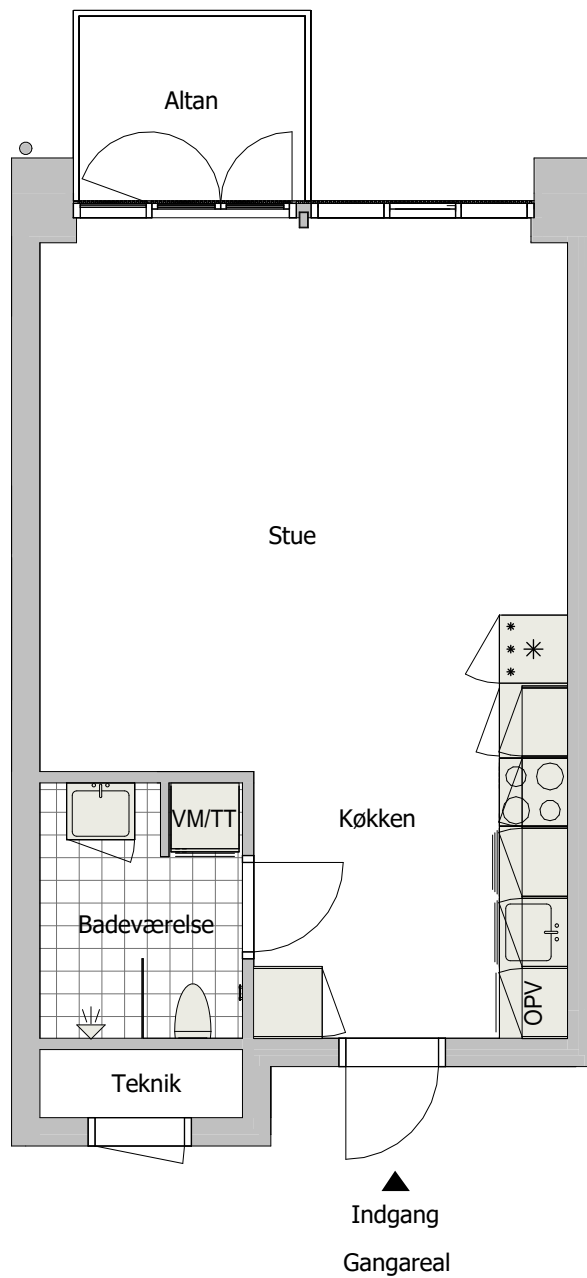 Altan
Stue
Køkken
VM/TT
Badeværelse
OPV
Teknik
Indgang
Gangareal